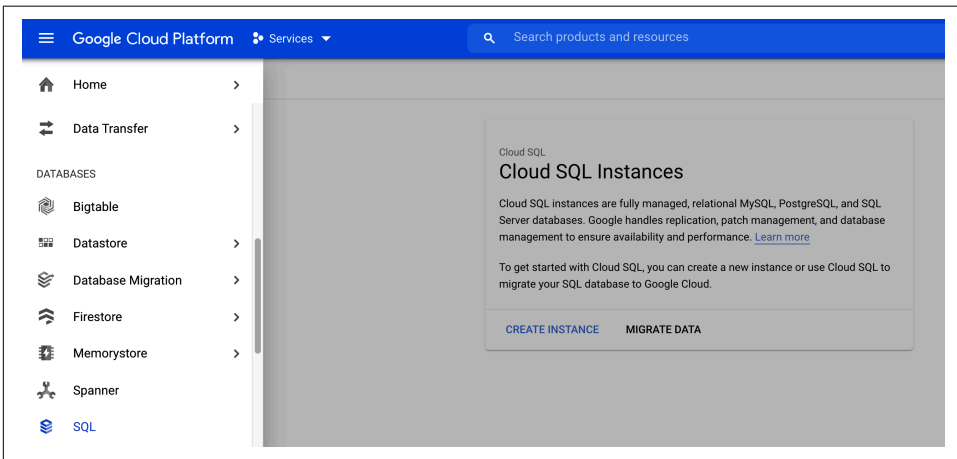 Google Cloud Platform
Services
Search products and resources
Home
Data Transfer
DATABASES
Bigtable
Datastore
Database Migration
Firestore
Memorystore
Spanner
SQL
Cloud SQL
Cloud SQL Instances
Cloud SQL instances are fully managed, relational MySQL, PostgreSQL, and SQL
Server databases. Google handles replication, patch management, and database
management to ensure availability and performance. Learn more
To get started with Cloud SQL, you can create a new instance or use Cloud SQL to
migrate your SQL database to Google Cloud.
CREATE INSTANCE MIGRATE DATA